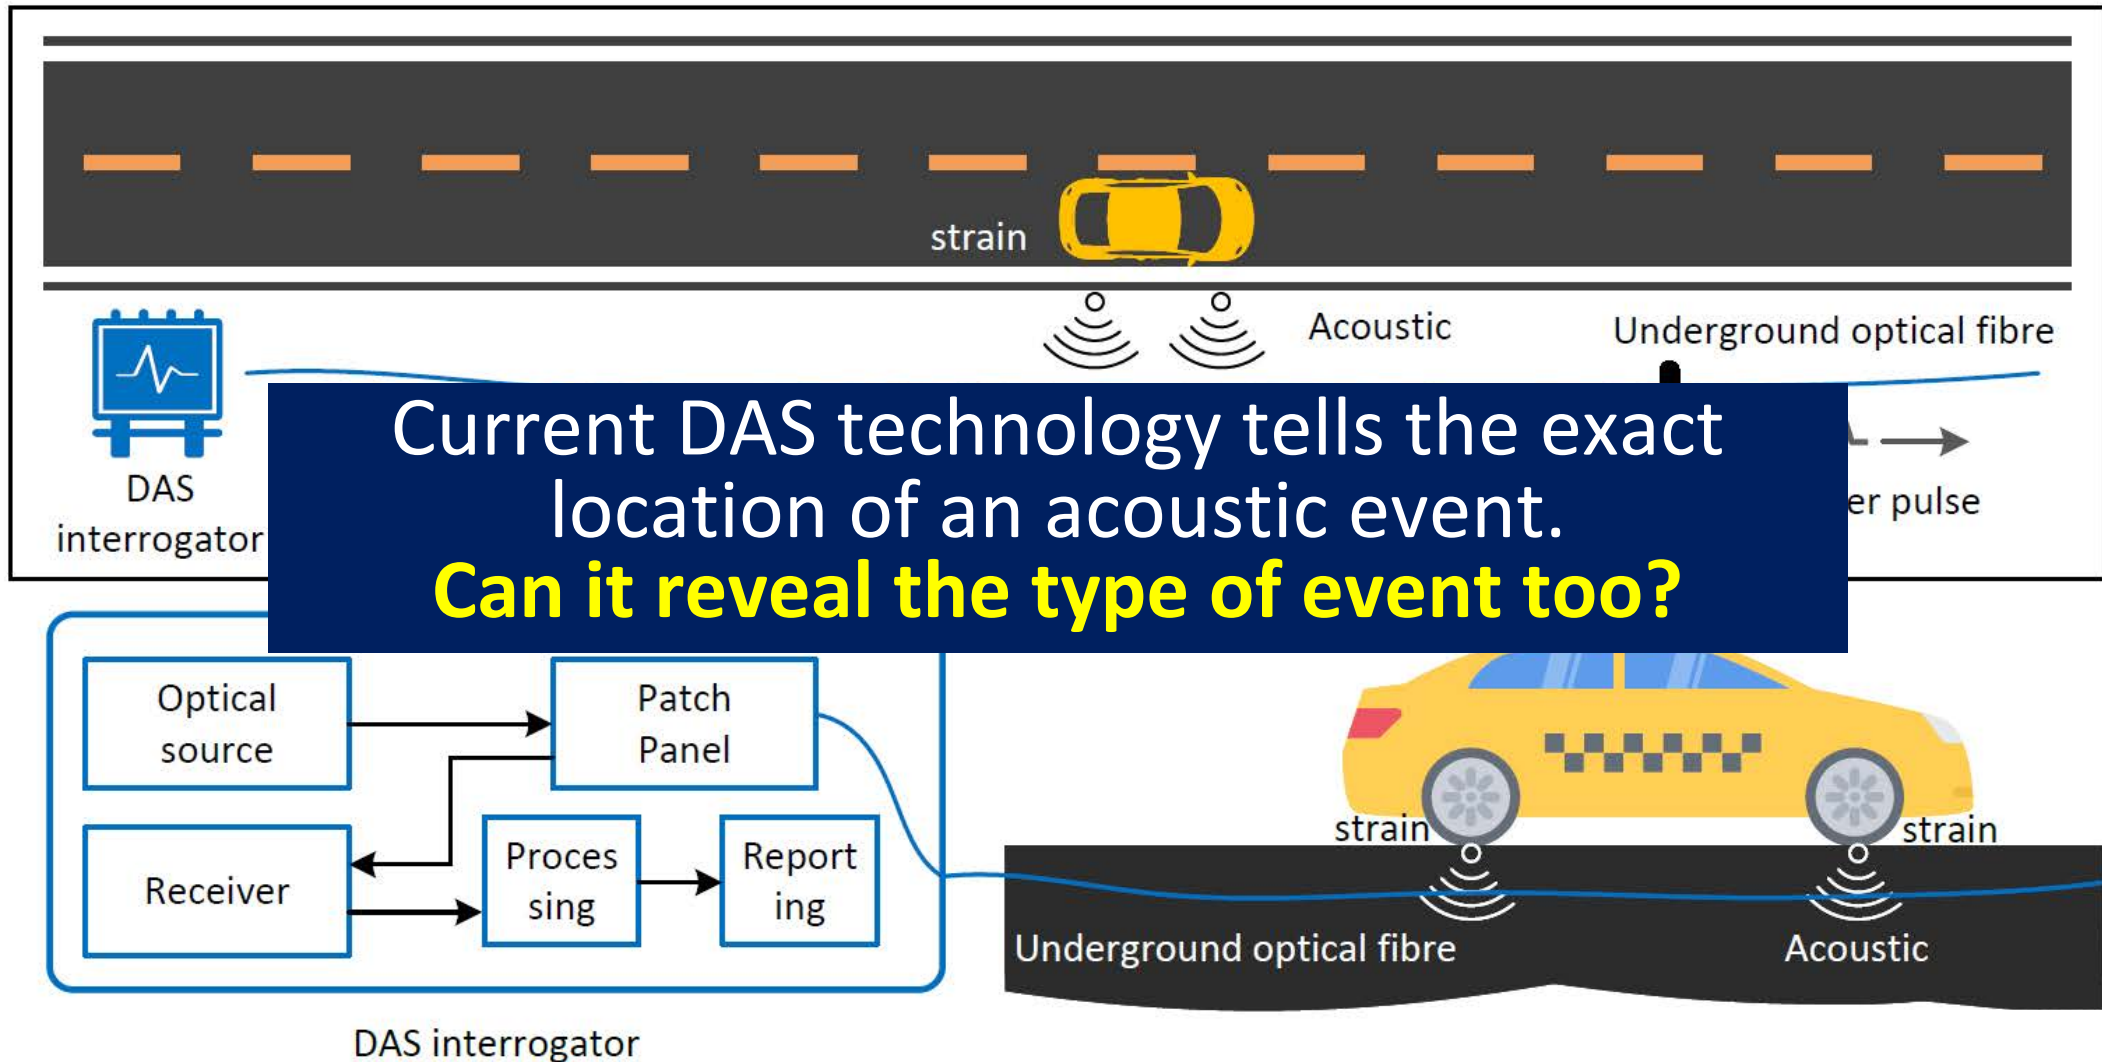 strain
Acoustic
Underground optical fibre
DAS
interrogator
er pulse
Current DAS technology tells the exact
location of an acoustic event.
Can it reveal the type of event too?
Optical
source
Patch
Panel
Receiver
Proces
sing
Report
ing
DAS interrogator
strain
strain
Underground optical fibre
Acoustic